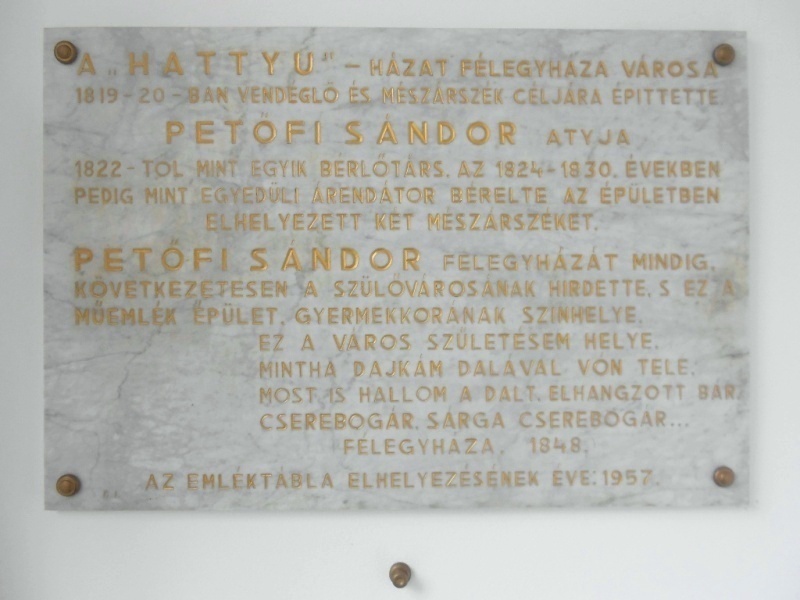 A „HATTYU" – HÁZAT FÉLEGYHÁZA VÁROSA
1819-20-BAN VENDÉGLŐ ÉS MÉSZÁRSZÉK CÉLJÁRA ÉPITTETTE
PETŐFI SÁNDOR ATYJA
1822-TŐL MINT EGYIK BÉRLŐTÁRS, AZ 1824-1830. ÉVEKBEN
PEDIG MINT EGYEDÜLI ÁRENDÁTOR BÉRELTE AZ ÉPÜLETBEN
ELHELYEZETT KÉT MÉSZÁRSZÉKET.
PETŐFI SÁNDOR FÉLEGYHÁZÁT MINDIG,
KÖVETKEZETESEN A SZÜLŐVÁROSÁNAK HIRDETTE, S EZ A
MŰEMLÉK ÉPÜLET, GYERMEKKORÁNAK SZINHELYE.
EZ A VÁROS SZÜLETÉSEM HELYE,
MINTHA DAJKÁM DALÁVAL VÓN TELE,
MOST IS HALLOM A DALT, ELHANGZOTT BÁR,
CSEREBOGÁR, SÁRGA CSEREBOGÁR...
FÉLEGYHÁZA, 1848.
AZ EMLÉKTÁBLA ELHELYEZÉSÉNEK ÉVE: 1957.